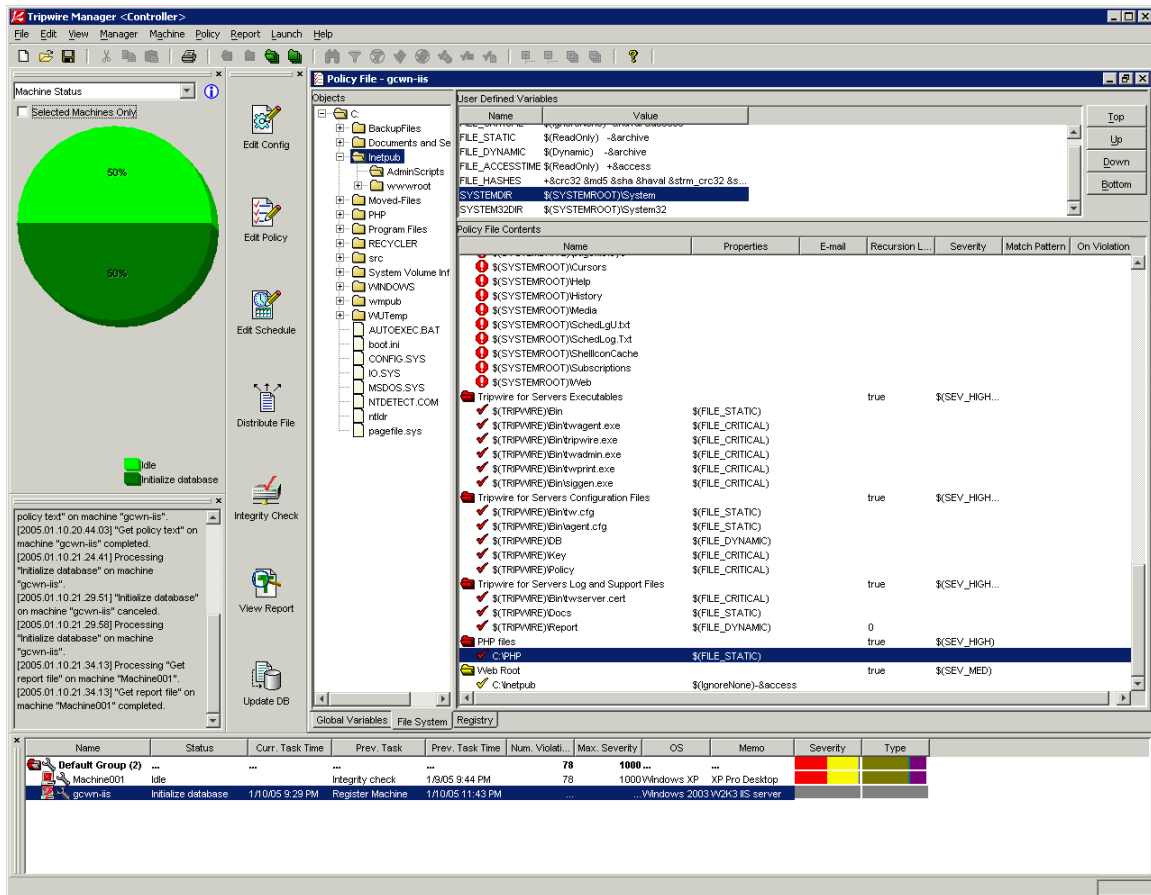 Tripwire Manager <Controller>
File Edit View Manager Machine Policy Report Launch Help
Machine Status
Selected Machines Only
50%
50%
Idle
Initialize database
policy text" on machine "gcwn-iis".
[2005.01.10.20.44.03] "Get policy text" on
machine "gcwn-iis" completed.
[2005.01.10.21.24.41] Processing
"Initialize database" on machine
"gcwn-iis".
[2005.01.10.21.29.51] "Initialize database"
on machine "gcwn-iis" canceled.
[2005.01.10.21.29.58] Processing
"Initialize database" on machine
"gcwn-iis".
[2005.01.10.21.34.13] Processing "Get
report file" on machine "Machine001".
[2005.01.10.21.34.13] "Get report file" on
machine "Machine001" completed.
Edit Config
Edit Policy
Edit Schedule
Distribute File
Integrity Check
View Report
Update DB
Policy File - gcwn-iis
Objects
C:
BackupFiles
Documents and Se
Inetpub
AdminScripts
wwwroot
Moved-Files
PHP
Program Files
RECYCLER
src
System Volume Inf
WINDOWS
wmpub
WUTemp
AUTOEXEC.BAT
boot.ini
CONFIG.SYS
IO.SYS
MSDOS.SYS
NTDETECT.COM
ntldr
pagefile.sys
User Defined Variables
Name Value
FILE_STATIC $(ReadOnly) -&archive
FILE_DYNAMIC $(Dynamic) -&archive
FILE_ACCESSTIME $(ReadOnly) +&access
FILE_HASHES +&crc32 &md5 &sha &haval &strm_crc32 &s...
SYSTEMDIR $(SYSTEMROOT)\System
SYSTEM32DIR $(SYSTEMROOT)\System32
Top
Up
Down
Bottom
Policy File Contents
Name Properties E-mail Recursion L... Severity Match Pattern On Violation
$(SYSTEMROOT)\Cursors
$(SYSTEMROOT)\Help
$(SYSTEMROOT)\History
$(SYSTEMROOT)\Media
$(SYSTEMROOT)\SchedLgU.txt
$(SYSTEMROOT)\SchedLog.Txt
$(SYSTEMROOT)\ShellIconCache
$(SYSTEMROOT)\Subscriptions
$(SYSTEMROOT)\Web
Tripwire for Servers Executables true $(SEV_HIGH...
$(TRIPWIRE)\Bin $(FILE_STATIC)
$(TRIPWIRE)\Bin\twagent.exe $(FILE_CRITICAL)
$(TRIPWIRE)\Bin\tripwire.exe $(FILE_CRITICAL)
$(TRIPWIRE)\Bin\twadmin.exe $(FILE_CRITICAL)
$(TRIPWIRE)\Bin\twprint.exe $(FILE_CRITICAL)
$(TRIPWIRE)\Bin\siggen.exe $(FILE_CRITICAL)
Tripwire for Servers Configuration Files true $(SEV_HIGH...
$(TRIPWIRE)\Bin\tw.cfg $(FILE_STATIC)
$(TRIPWIRE)\Bin\agent.cfg $(FILE_STATIC)
$(TRIPWIRE)\DB $(FILE_DYNAMIC)
$(TRIPWIRE)\Key $(FILE_CRITICAL)
$(TRIPWIRE)\Policy $(FILE_CRITICAL)
Tripwire for Servers Log and Support Files true $(SEV_HIGH...
$(TRIPWIRE)\Bin\twserver.cert $(FILE_CRITICAL)
$(TRIPWIRE)\Docs $(FILE_STATIC)
$(TRIPWIRE)\Report $(FILE_DYNAMIC) 0
PHP files true $(SEV_HIGH)
C:\PHP $(FILE_STATIC)
Web Root true $(SEV_MED)
C:\Inetpub $(IgnoreNone)-&access
Global Variables File System Registry
Name Status Curr. Task Time Prev. Task Prev. Task Time Num. Violati... Max. Severity OS Memo Severity Type
Default Group (2) ... ... ... ... 78 1000 ... ...
Machine001 Idle Integrity check 1/9/05 9:44 PM 78 1000 Windows XP XP Pro Desktop
gcwn-iis Initialize database 1/10/05 9:29 PM Register Machine 1/10/05 11:43 PM ... ... Windows 2003 W2K3 IIS server